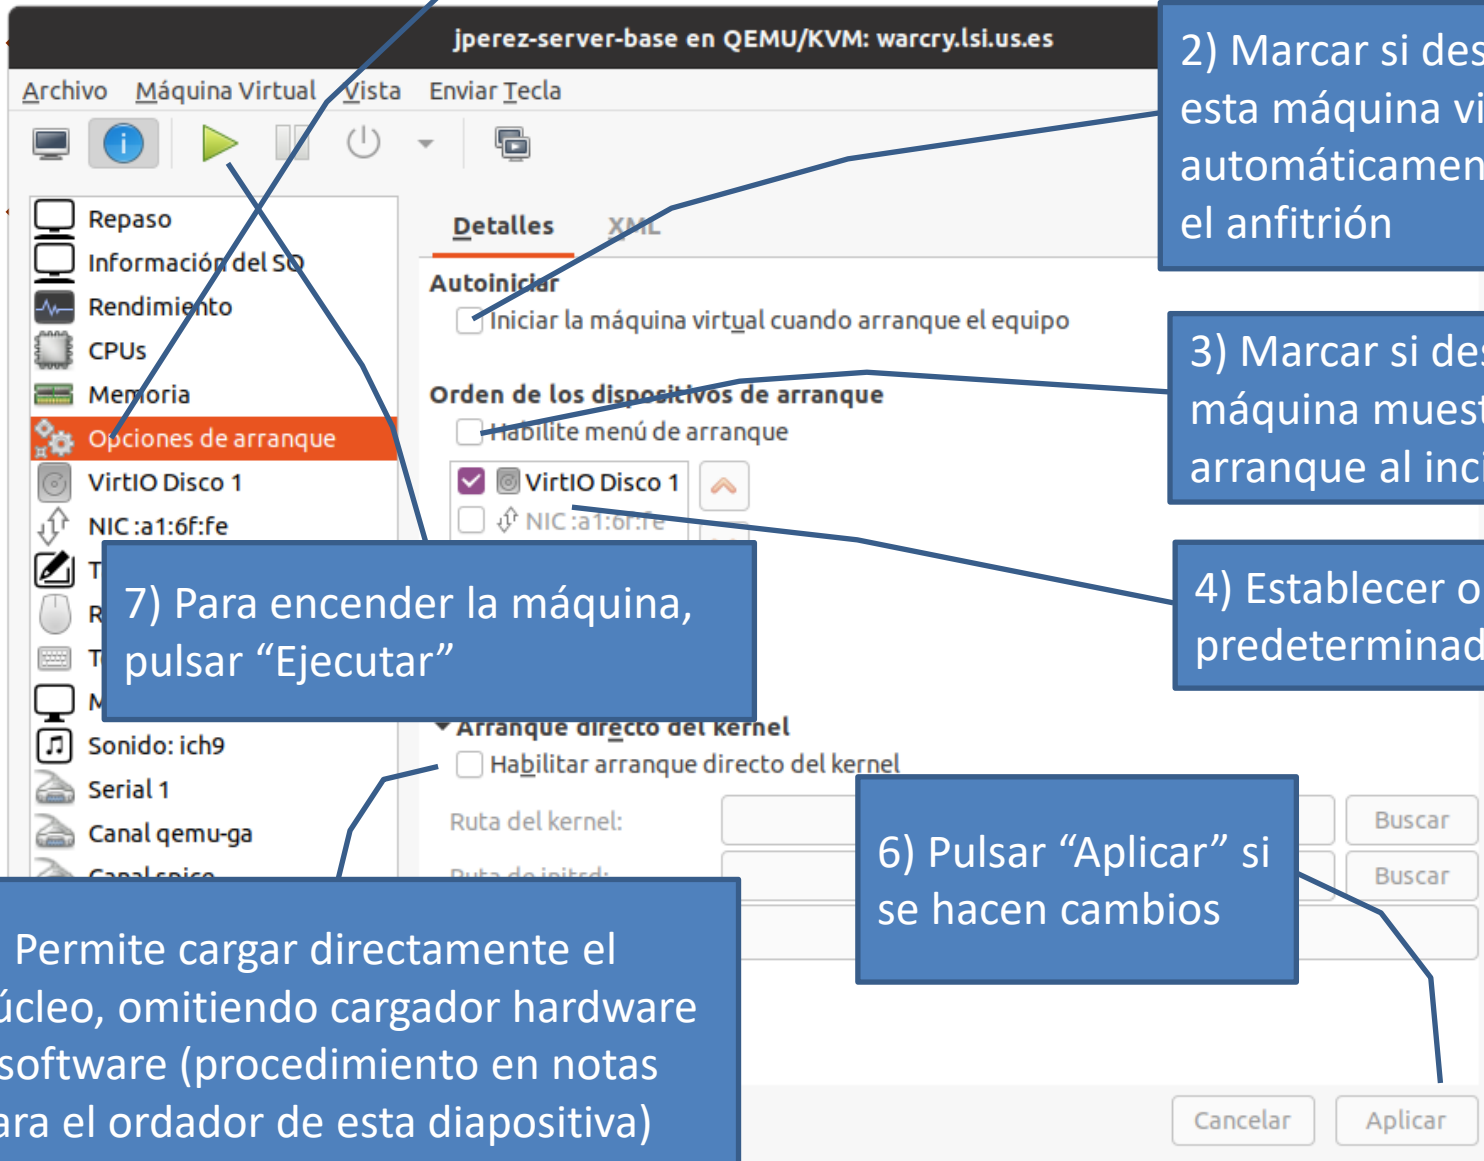 jperez-server-base en QEMU/KVM: warcry.lsi.us.es
Archivo Máquina Virtual Vista Enviar Tecla
Repaso
Información del SO
Rendimiento
CPUs
Memoria
Opciones de arranque
VirtIO Disco 1
NIC :a1:6f:fe
T
R
T
M
Sonido: ich9
Serial 1
Canal qemu-ga
Canal spice
Detalles XML
Autoiniciar
Iniciar la máquina virtual cuando arranque el equipo
Orden de los dispositivos de arranque
Habilite menú de arranque
VirtIO Disco 1
NIC :a1:6f:fe
Arranque directo del kernel
Habilitar arranque directo del kernel
Ruta del kernel:
Buscar
Ruta de initrd:
Buscar
Cancelar Aplicar
2) Marcar si des
esta máquina vi
automáticamen
el anfitrión
3) Marcar si des
máquina muest
arranque al inci
4) Establecer o
predeterminad
7) Para encender la máquina,
pulsar “Ejecutar”
6) Pulsar “Aplicar” si
se hacen cambios
Permite cargar directamente el
úcleo, omitiendo cargador hardware
software (procedimiento en notas
ara el ordador de esta diapositiva)